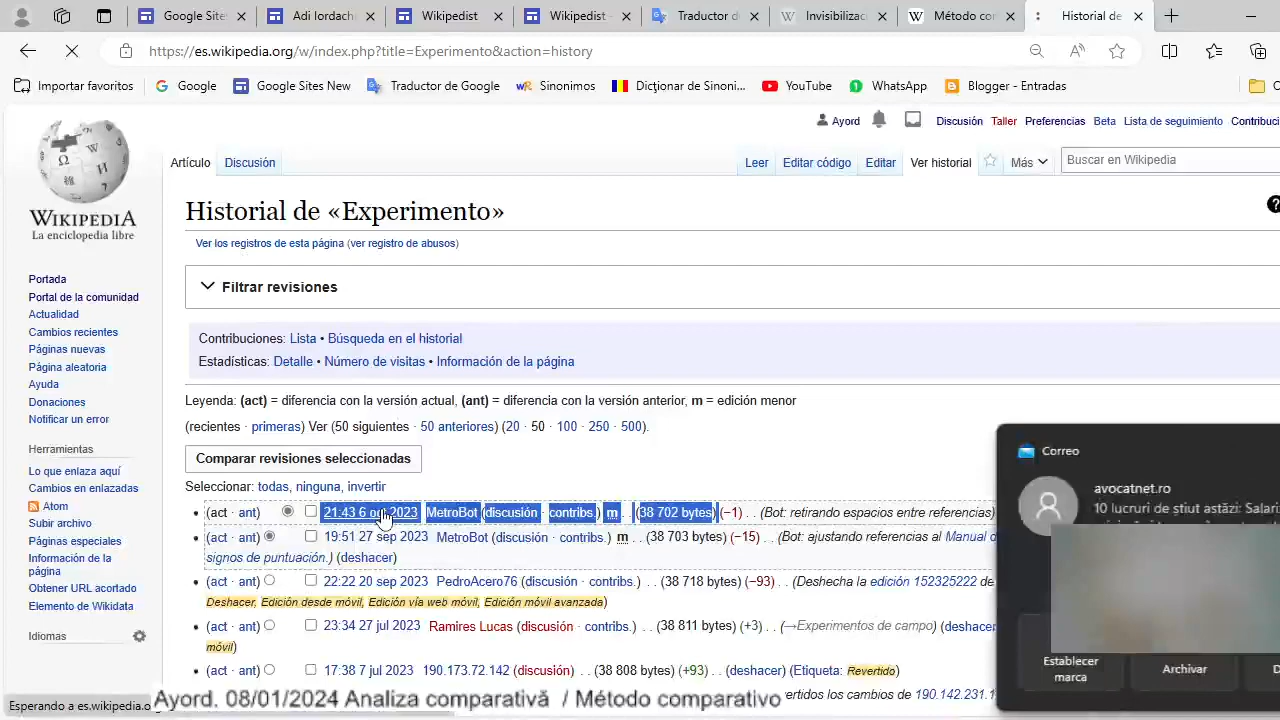 Google Site
Adi Iordach
Wikipedist
Wikipedist -
Traductor d
Invisibilizac
Método co
Historial de
https://es.wikipedia.org/w/index.php?title=Experimento&action=history
Importar favoritos
Google
Google Sites New
Traductor de Google
Sinonimos
Dicționar de Sinoni...
YouTube
WhatsApp
Blogger - Entradas
Ayord
Discusión
Taller
Preferencias
Beta
Lista de seguimiento
Contribuci
Artículo
Discusión
Leer
Editar código
Editar
Ver historial
Más
Buscar en Wikipedia
WIKIPEDIA
La enciclopedia libre
Historial de «Experimento»
Ver los registros de esta página (ver registro de abusos)
Portada
Portal de la comunidad
Actualidad
Cambios recientes
Páginas nuevas
Página aleatoria
Ayuda
Donaciones
Notificar un error
Herramientas
Lo que enlaza aquí
Cambios en enlazadas
Atom
Subir archivo
Páginas especiales
Información de la
página
Obtener URL acortado
Elemento de Wikidata
Idiomas
Filtrar revisiones
Contribuciones: Lista • Búsqueda en el historial
Estadísticas: Detalle • Número de visitas • Información de la página
Leyenda: (act) = diferencia con la versión actual, (ant) = diferencia con la versión anterior, m = edición menor
(recientes · primeras) Ver (50 siguientes · 50 anteriores) (20 · 50 · 100 · 250 · 500).
Comparar revisiones seleccionadas
Seleccionar: todas, ninguna, invertir
(act · ant) 21:43 6 oct 2023 MetroBot (discusión · contribs.) m . . (38 702 bytes) (−1) . . (Bot: retirando espacios entre referencias)
(act · ant) 19:51 27 sep 2023 MetroBot (discusión · contribs.) m . . (38 703 bytes) (−15) . . (Bot: ajustando referencias al Manual d
signos de puntuación.) (deshacer)
(act · ant) 22:22 20 sep 2023 PedroAcero76 (discusión · contribs.) . . (38 718 bytes) (−93) . . (Deshecha la edición 152325222 de
Deshacer, Edición desde móvil, Edición vía web móvil, Edición móvil avanzada)
(act · ant) 23:34 27 jul 2023 Ramires Lucas (discusión · contribs.) . . (38 811 bytes) (+3) . . (→Experimentos de campo) (deshacer
móvil)
(act · ant) 17:38 7 jul 2023 190.173.72.142 (discusión) . . (38 808 bytes) (+93) . . (deshacer) (Etiqueta: Revertido)
vertidos los cambios de 190.142.231.1
Correo
avocatnet.ro
10 lucruri de știut astăzi: Salari
Establecer
marca
Archivar
D
Esperando a es.wikipedia.o
Ayord. 08/01/2024 Analiza comparativă / Método comparativo